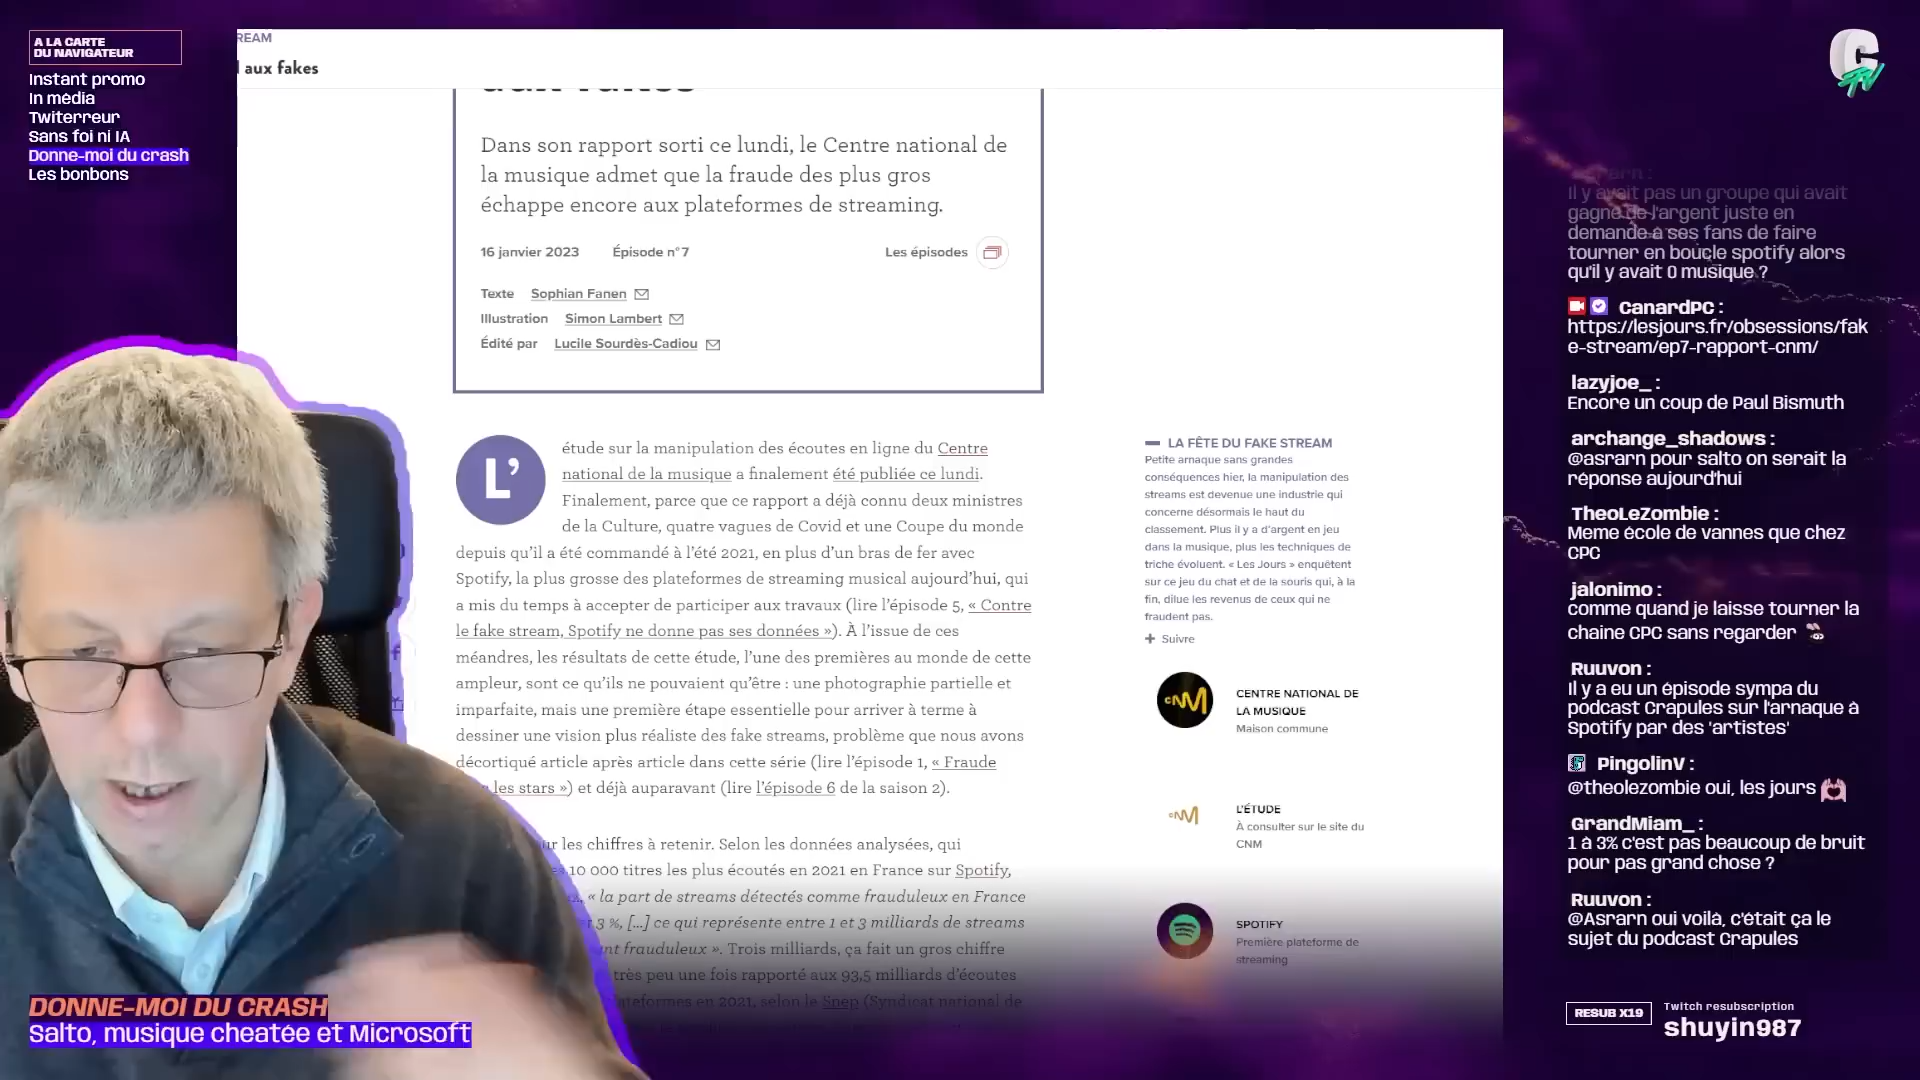 A LA CARTE
DU NAVIGATEUR
Instant promo
In média
Twiterreur
Sans foi ni IA
Donne-moi du crash
Les bonbons
REAM
aux fakes
Dans son rapport sorti ce lundi, le Centre national de
la musique admet que la fraude des plus gros
échappe encore aux plateformes de streaming.
16 janvier 2023 Épisode n°7 Les épisodes
Texte Sophian Fanen
Illustration Simon Lambert
Édité par Lucile Sourdès-Cadiou
L’étude sur la manipulation des écoutes en ligne du Centre
national de la musique a finalement été publiée ce lundi.
Finalement, parce que ce rapport a déjà connu deux ministres
de la Culture, quatre vagues de Covid et une Coupe du monde
depuis qu’il a été commandé à l’été 2021, en plus d’un bras de fer avec
Spotify, la plus grosse des plateformes de streaming musical aujourd’hui, qui
a mis du temps à accepter de participer aux travaux (lire l’épisode 5, « Contre
le fake stream, Spotify ne donne pas ses données »). À l’issue de ces
méandres, les résultats de cette étude, l’une des premières au monde de cette
ampleur, sont ce qu’ils ne pouvaient qu’être : une photographie partielle et
imparfaite, mais une première étape essentielle pour arriver à terme à
dessiner une vision plus réaliste des fake streams, problème que nous avons
décortiqué article après article dans cette série (lire l’épisode 1, « Fraude
les stars ») et déjà auparavant (lire l’épisode 6 de la saison 2).
les chiffres à retenir. Selon les données analysées, qui
10 000 titres les plus écoutés en 2021 en France sur Spotify,
« la part de streams détectés comme frauduleux en France
3 %, [...] ce qui représente entre 1 et 3 milliards de streams
frauduleux ». Trois milliards, ça fait un gros chiffre
très peu une fois rapporté aux 93,5 milliards d’écoutes
plateformes en 2021, selon le Snep (Syndicat national de
LA FÊTE DU FAKE STREAM
Petite arnaque sans grandes
conséquences hier, la manipulation des
streams est devenue une industrie qui
concerne désormais le haut du
classement. Plus il y a d’argent en jeu
dans la musique, plus les techniques de
triche évoluent. « Les Jours » enquêtent
sur ce jeu du chat et de la souris qui, à la
fin, dilue les revenus de ceux qui ne
fraudent pas.
+ Suivre
CNM
CENTRE NATIONAL DE
LA MUSIQUE
Maison commune
CNM
L’ÉTUDE
À consulter sur le site du
CNM
SPOTIFY
Première plateforme de
streaming
C TV
Il y avait pas un groupe qui avait
gagné de l'argent juste en
demande à ses fans de faire
tourner en boucle spotify alors
qu'il y avait 0 musique ?
CanardPC :
https://lesjours.fr/obsessions/fak
e-stream/ep7-rapport-cnm/
lazyjoe_ :
Encore un coup de Paul Bismuth
archange_shadows :
@asrarn pour salto on serait la
réponse aujourd'hui
TheoLeZombie :
Meme école de vannes que chez
CPC
jalonimo :
comme quand je laisse tourner la
chaine CPC sans regarder
Ruuvon :
Il y a eu un épisode sympa du
podcast Crapules sur l'arnaque à
Spotify par des 'artistes'
PingolinV :
@theolezombie oui, les jours
GrandMiam_ :
1 à 3% c'est pas beaucoup de bruit
pour pas grand chose ?
Ruuvon :
@Asrarn oui voilà, c'était ça le
sujet du podcast Crapules
RESUB X19
Twitch resubscription
shuyin987
DONNE-MOI DU CRASH
Salto, musique cheatée et Microsoft